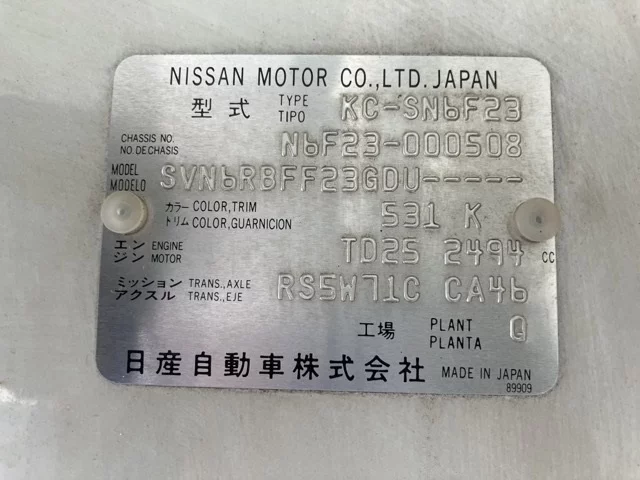 NISSAN MOTOR CO.,LTD. JAPAN
型式 TYPE TIPO KC-SN6F23
CHASSIS NO. NO. DE CHASIS N6F23-000508
MODEL MODELO SVN6RBFF23GDU-----
カラー COLOR,TRIM
トリム COLOR,GUARNICION 531 K
エンジン ENGINE MOTOR TD25 2494 CC
ミッション TRANS.,AXLE
アクスル TRANS.,EJE RS5W71C CA46
工場 PLANT PLANTA Q
日産自動車株式会社 MADE IN JAPAN
89909